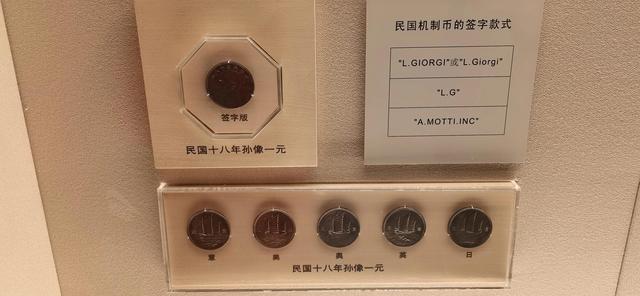 签字版
民国十八年孙像一元
民国机制币的签字款式
"L.GIORGI"或"L.Giorgi"
"L.G"
"A.MOTTI.INC"
意
美
奥
英
日
民国十八年孙像一元